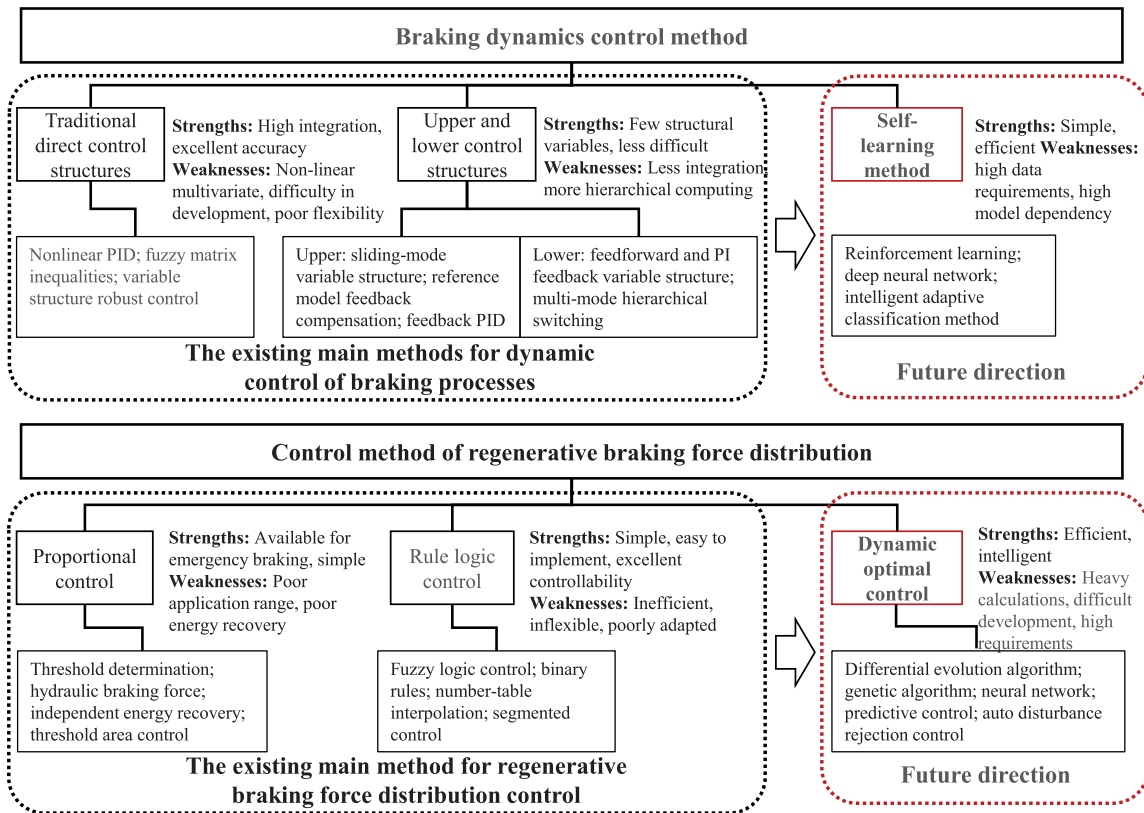 Braking dynamics control method
Traditional
direct control
structures
Strengths: High integration,
excellent accuracy
Weaknesses: Non-linear
multivariate, difficulty in
development, poor flexibility
Upper and
lower control
structures
Strengths: Few structural
variables, less difficult
Weaknesses: Less integration,
more hierarchical computing
Self-
learning
method
Strengths: Simple,
efficient Weaknesses:
high data
requirements, high
model dependency
Nonlinear PID; fuzzy matrix
inequalities; variable
structure robust control
Upper: sliding-mode
variable structure; reference
model feedback
compensation; feedback PID
Lower: feedforward and PI
feedback variable structure;
multi-mode hierarchical
switching
Reinforcement learning;
deep neural network;
intelligent adaptive
classification method
The existing main methods for dynamic
control of braking processes
Future direction
Control method of regenerative braking force distribution
Proportional
control
Strengths: Available for
emergency braking, simple
Weaknesses: Poor
application range, poor
energy recovery
Rule logic
control
Strengths: Simple, easy to
implement, excellent
controllability
Weaknesses: Inefficient,
inflexible, poorly adapted
Dynamic
optimal
control
Strengths: Efficient,
intelligent
Weaknesses: Heavy
calculations, difficult
development, high
requirements
Threshold determination;
hydraulic braking force;
independent energy recovery;
threshold area control
Fuzzy logic control; binary
rules; number-table
interpolation; segmented
control
Differential evolution algorithm;
genetic algorithm; neural network;
predictive control; auto disturbance
rejection control
The existing main method for regenerative
braking force distribution control
Future direction